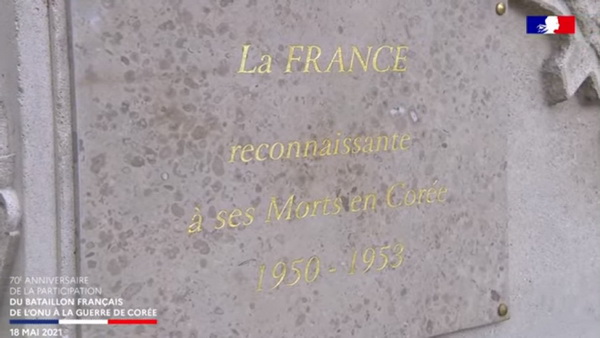 La FRANCE
reconnaissante
à ses Morts en Corée
1950 - 1953
70e ANNIVERSAIRE
DE LA PARTICIPATION
DU BATAILLON FRANÇAIS
DE L'ONU À LA GUERRE DE CORÉE
18 MAI 2021